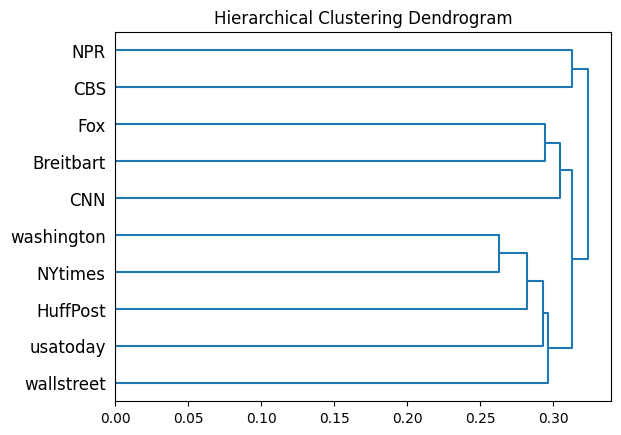 Hierarchical Clustering Dendrogram
NPR
CBS
Fox
Breitbart
CNN
washington
NYtimes
HuffPost
usatoday
wallstreet
0.00 0.05 0.10 0.15 0.20 0.25 0.30